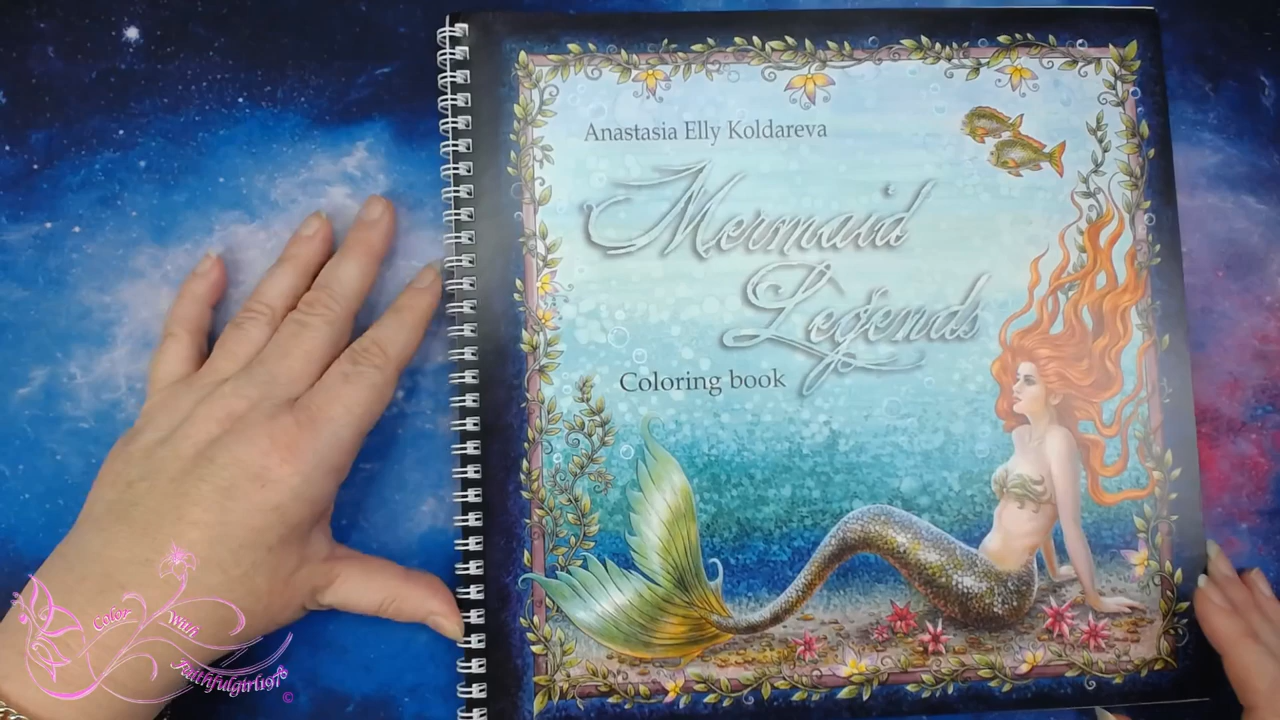 Anastasia Elly Koldareva
Mermaid
Legends
Coloring book
Color With
Faithfulgirl1978
©